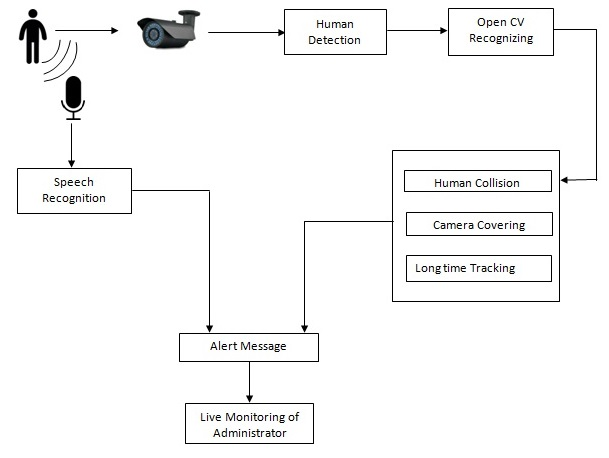 Human
Detection
Open CV
Recognizing
Speech
Recognition
Human Collision
Camera Covering
Long time Tracking
Alert Message
Live Monitoring of
Administrator